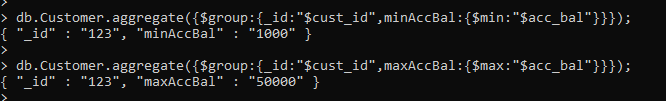 >
> db.Customer.aggregate({$group:{_id:"$cust_id",minAccBal:{$min:"$acc_bal"}}});
{ "_id" : "123", "minAccBal" : "1000" }
>
> db.Customer.aggregate({$group:{_id:"$cust_id",maxAccBal:{$max:"$acc_bal"}}});
{ "_id" : "123", "maxAccBal" : "50000" }
>